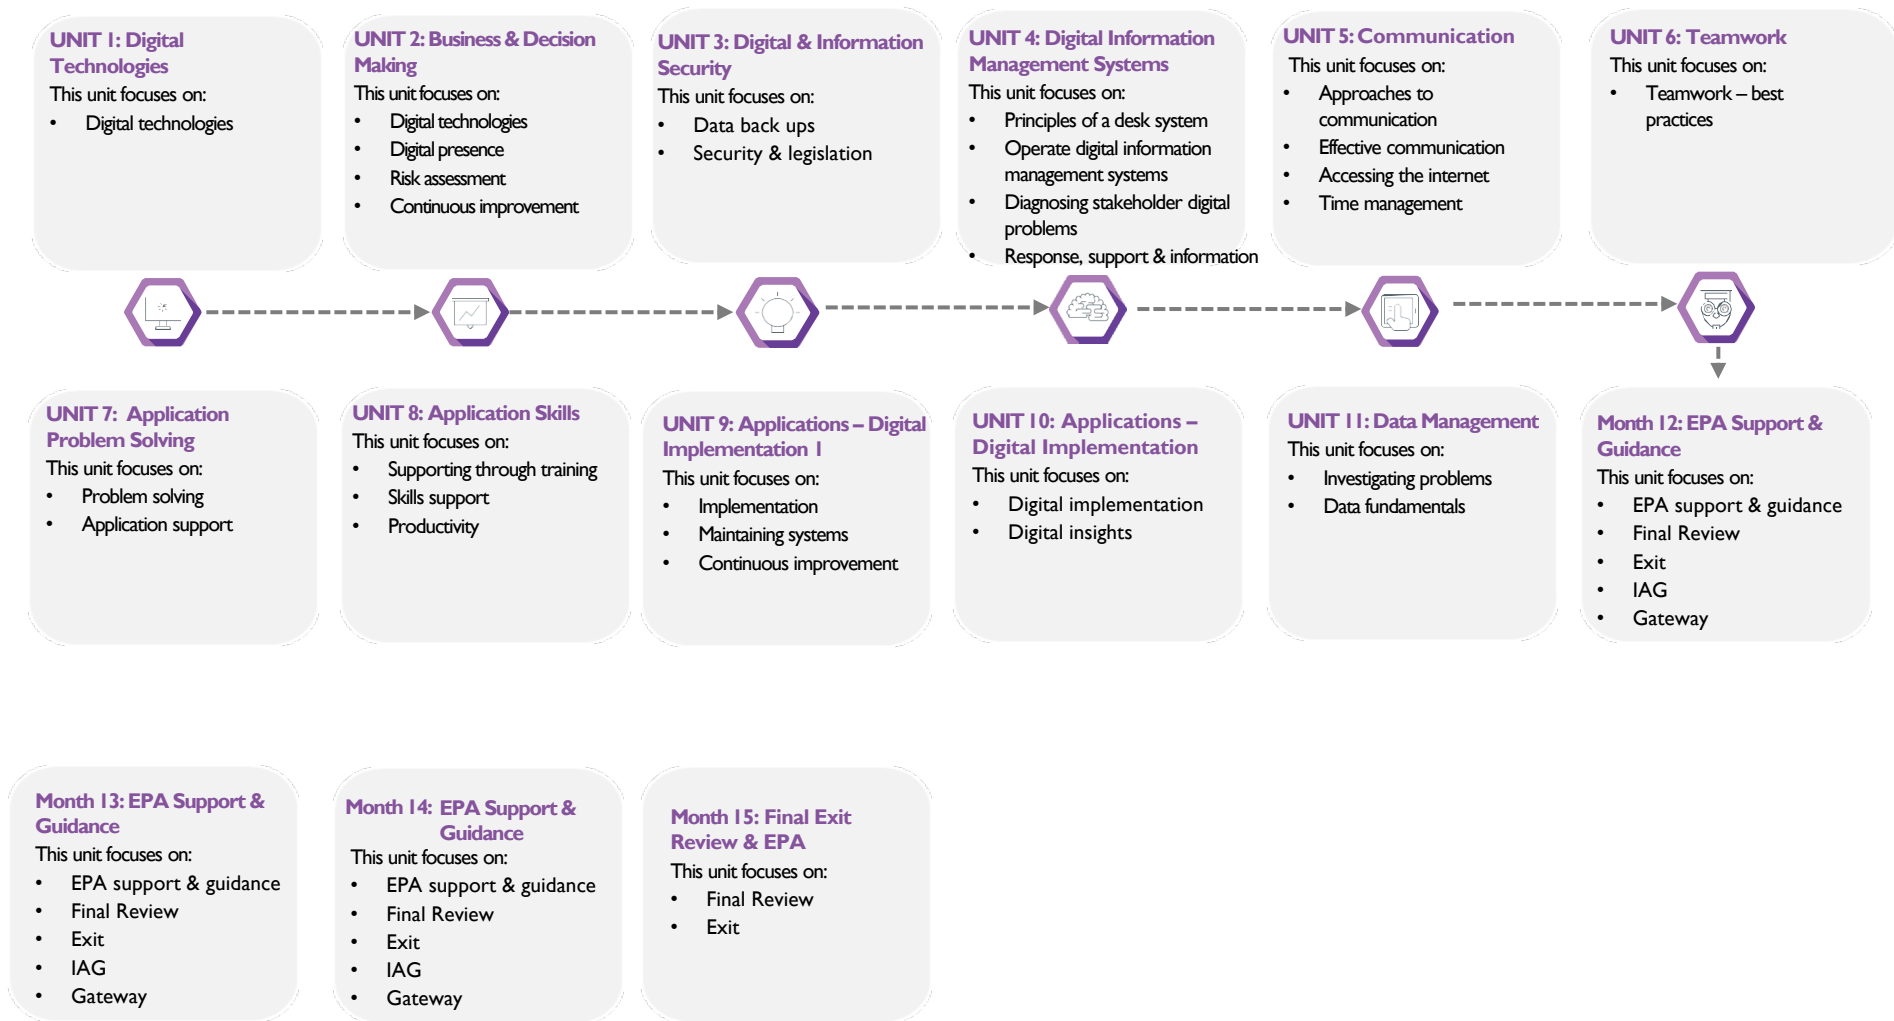 UNIT 1: Digital
Technologies
This unit focuses on:
• Digital technologies
UNIT 2: Business & Decision
Making
This unit focuses on:
• Digital technologies
• Digital presence
• Risk assessment
• Continuous improvement
UNIT 3: Digital & Information
Security
This unit focuses on:
• Data back ups
• Security & legislation
UNIT 4: Digital Information
Management Systems
This unit focuses on:
• Principles of a desk system
• Operate digital information
management systems
• Diagnosing stakeholder digital
problems
• Response, support & information
UNIT 5: Communication
This unit focuses on:
• Approaches to
communication
• Effective communication
• Accessing the internet
• Time management
UNIT 6: Teamwork
This unit focuses on:
• Teamwork – best
practices
UNIT 7: Application
Problem Solving
This unit focuses on:
• Problem solving
• Application support
UNIT 8: Application Skills
This unit focuses on:
• Supporting through training
• Skills support
• Productivity
UNIT 9: Applications – Digital
Implementation 1
This unit focuses on:
• Implementation
• Maintaining systems
• Continuous improvement
UNIT 10: Applications –
Digital Implementation
This unit focuses on:
• Digital implementation
• Digital insights
UNIT 11: Data Management
This unit focuses on:
• Investigating problems
• Data fundamentals
Month 12: EPA Support &
Guidance
This unit focuses on:
• EPA support & guidance
• Final Review
• Exit
• IAG
• Gateway
Month 13: EPA Support &
Guidance
This unit focuses on:
• EPA support & guidance
• Final Review
• Exit
• IAG
• Gateway
Month 14: EPA Support &
Guidance
This unit focuses on:
• EPA support & guidance
• Final Review
• Exit
• IAG
• Gateway
Month 15: Final Exit
Review & EPA
This unit focuses on:
• Final Review
• Exit